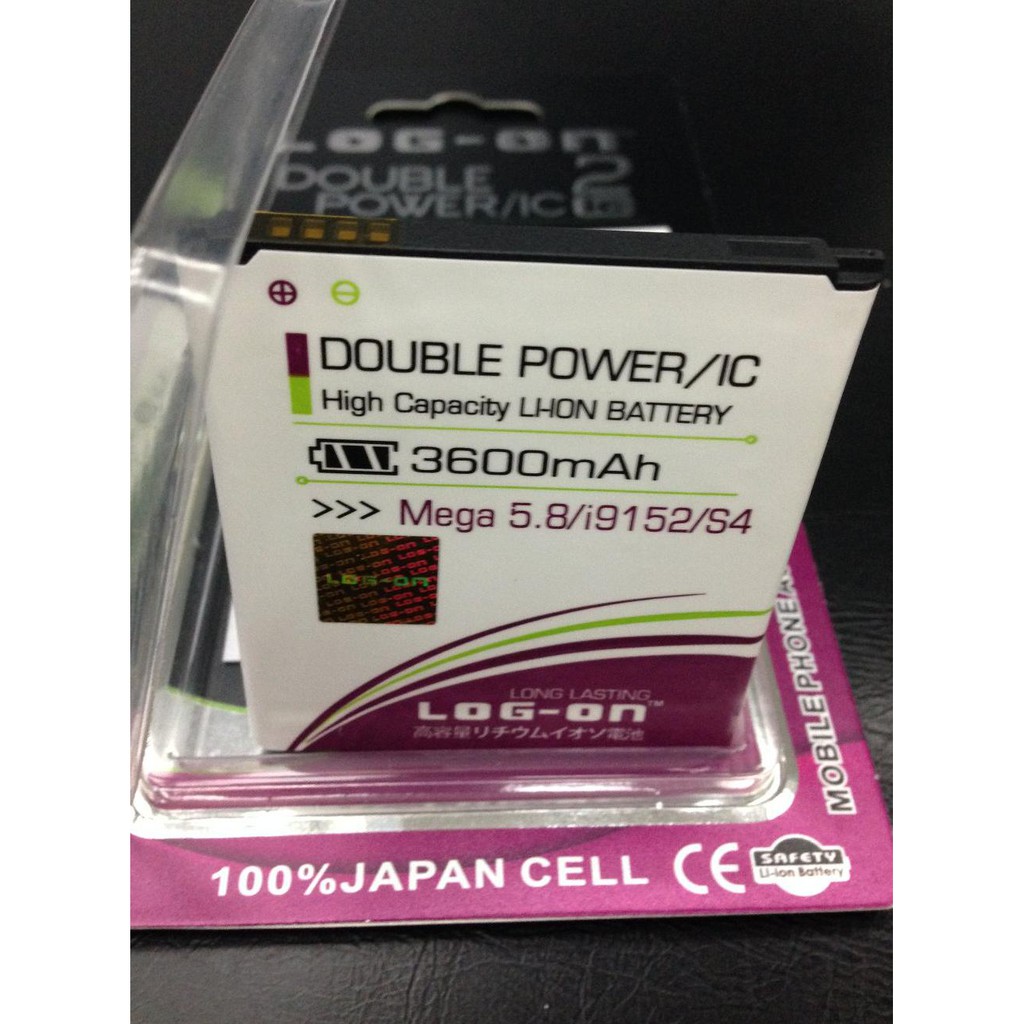 LOG-ON
DOUBLE
POWER/IC
DOUBLE POWER/IC
High Capacity LI-ION BATTERY
3600mAh
>>> Mega 5.8/i9152/S4
LOG-ON
LONG LASTING
LOG-ON™
高容量リチウムイオン電池
MOBILE PHONE
100%JAPAN CELL CE
SAFETY
Li-ion Battery